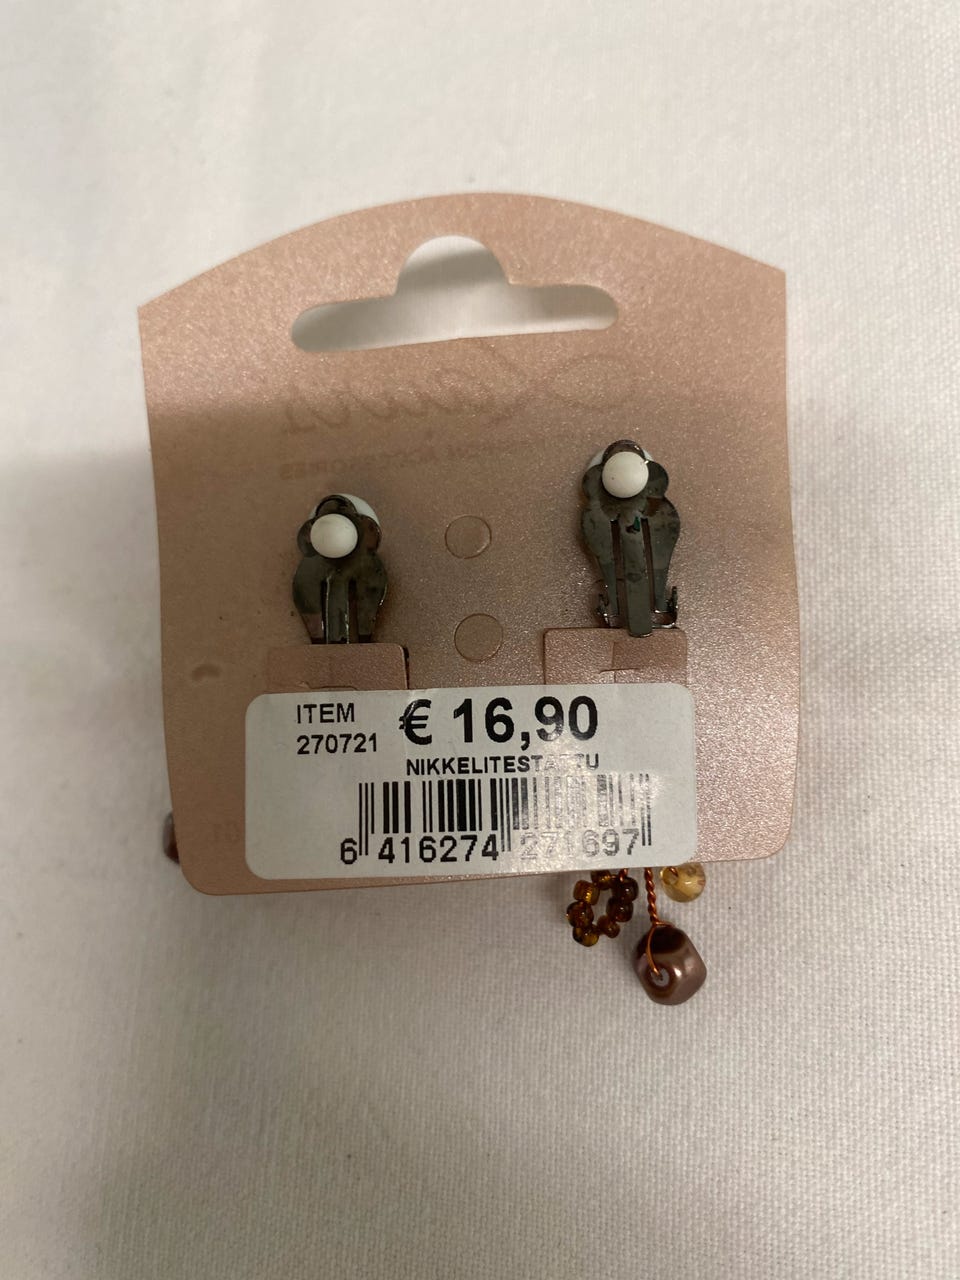 ITEM
270721
€ 16,90
NIKKELITESTATTU
6 416274 271697